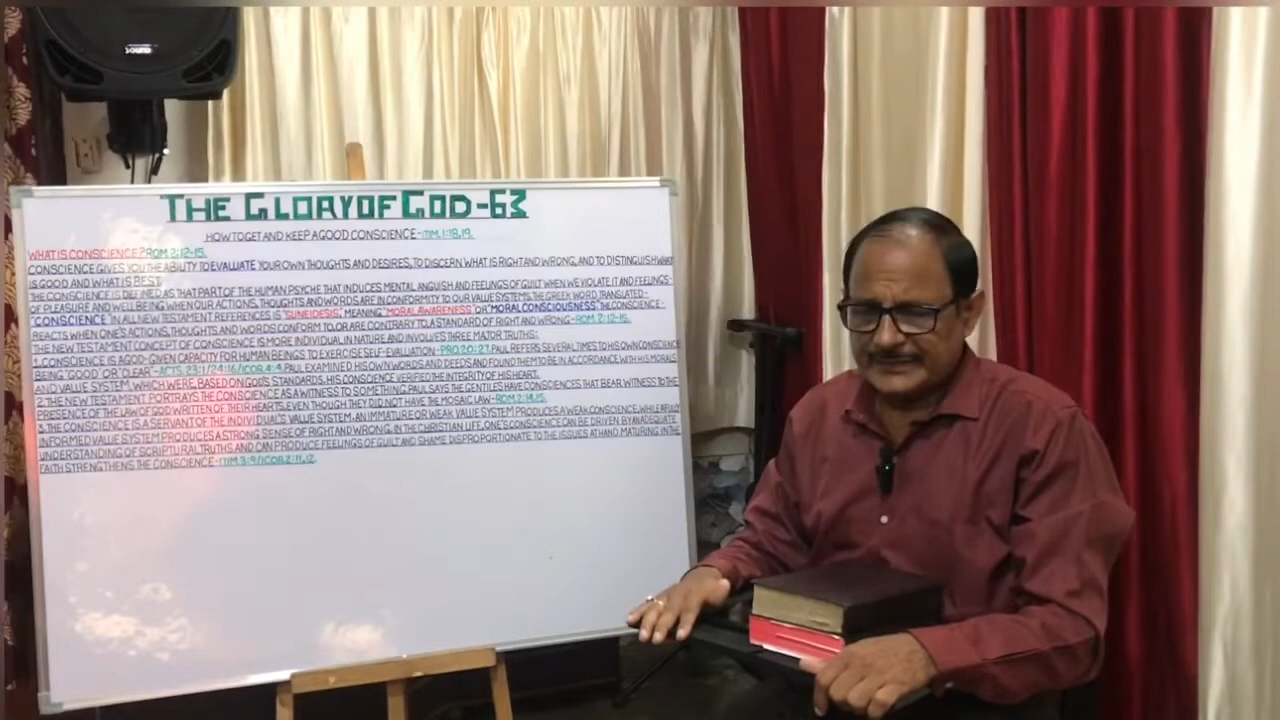 SOUND
THE GLORY OF GOD-63
HOW TO GET AND KEEP A GOOD CONSCIENCE-ITIM.1:18,19.
WHAT IS CONSCIENCE? ROM.2:12-15.
CONSCIENCE GIVES YOU THE ABILITY TO EVALUATE YOUR OWN THOUGHTS AND DESIRES, TO DISCERN WHAT IS RIGHT AND WRONG, AND TO DISTINGUISH WHAT
IS GOOD AND WHAT IS BEST.
THE CONSCIENCE IS DEFINED AS THAT PART OF THE HUMAN PSYCHE THAT INDUCES MENTAL ANGUISH AND FEELINGS OF GUILT WHEN WE VIOLATE IT AND FEELINGS-
OF PLEASURE AND WELL BEING WHEN OUR ACTIONS, THOUGHTS AND WORDS ARE IN CONFORMITY TO OUR VALUE SYSTEMS. THE GREEK WORD TRANSLATED-
"CONSCIENCE" IN ALL NEW TESTAMENT REFERENCES IS "SUNEIDESIS", MEANING "MORAL AWARENESS" OR "MORAL CONSCIOUSNESS". THE CONSCIENCE-
REACTS WHEN ONE'S ACTIONS, THOUGHTS AND WORDS CONFORM TO, OR ARE CONTRARY TO, A STANDARD OF RIGHT AND WRONG-ROM.2:12-15.
THE NEW TESTAMENT CONCEPT OF CONSCIENCE IS MORE INDIVIDUAL IN NATURE AND INVOLVES THREE MAJOR TRUTHS:
1. CONSCIENCE IS A GOD-GIVEN CAPACITY FOR HUMAN BEINGS TO EXERCISE SELF-EVALUATION-PRO.20:27. PAUL REFERS SEVERAL TIMES TO HIS OWN CONSCIENCE
BEING "GOOD" OR "CLEAR"-ACTS.23:1/24:16/ICOR.4:4. PAUL EXAMINED HIS OWN WORDS AND DEEDS AND FOUND THEM TO BE IN ACCORDANCE WITH HIS MORALS
AND VALUE SYSTEM, WHICH WERE, BASED ON GOD'S STANDARDS. HIS CONSCIENCE VERIFIED THE INTEGRITY OF HIS HEART.
2. THE NEW TESTAMENT PORTRAYS THE CONSCIENCE AS A WITNESS TO SOMETHING. PAUL SAYS THE GENTILES HAVE CONSCIENCES THAT BEAR WITNESS TO THE
PRESENCE OF THE LAW OF GOD WRITTEN OF THEIR HEARTS, EVEN THOUGH THEY DID NOT HAVE THE MOSAIC LAW-ROM.2:14,15.
3. THE CONSCIENCE IS A SERVANT OF THE INDIVIDUAL'S VALUE SYSTEM. AN IMMATURE OR WEAK VALUE SYSTEM PRODUCES A WEAK CONSCIENCE, WHILE A FULLY
INFORMED VALUE SYSTEM PRODUCES A STRONG SENSE OF RIGHT AND WRONG. IN THE CHRISTIAN LIFE, ONE'S CONSCIENCE CAN BE DRIVEN BY AN ADEQUATE
UNDERSTANDING OF SCRIPTURAL TRUTHS AND CAN PRODUCE FEELINGS OF GUILT AND SHAME DISPROPORTIONATE TO THE ISSUES AT HAND. MATURING IN THE
FAITH STRENGTHENS THE CONSCIENCE-ITIM.3:9/ICOR.2:11,12.